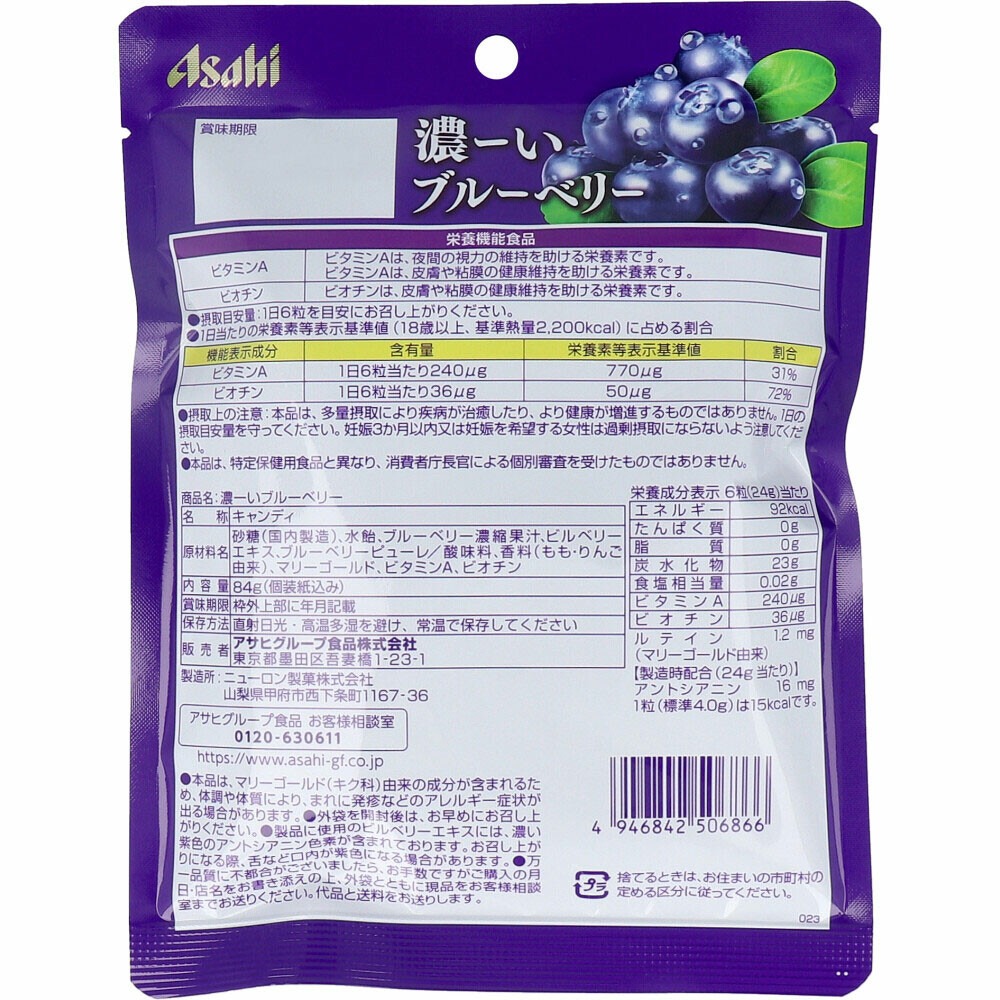 Asahi
賞味期限
濃ーい
ブルーベリー
栄養機能食品
ビタミンA ビタミンAは、夜間の視力の維持を助ける栄養素です。
ビタミンAは、皮膚や粘膜の健康維持を助ける栄養素です。
ビオチン ビオチンは、皮膚や粘膜の健康維持を助ける栄養素です。
●摂取目安量：1日6粒を目安にお召し上がりください。
●1日当たりの栄養素等表示基準値（18歳以上、基準熱量2,200kcal）に占める割合
機能表示成分 含有量 栄養素等表示基準値 割合
ビタミンA 1日6粒当たり240μg 770μg 31%
ビオチン 1日6粒当たり36μg 50μg 72%
●摂取上の注意：本品は、多量摂取により疾病が治癒したり、より健康が増進するものではありません。1日の
摂取目安量を守ってください。妊娠3か月以内又は妊娠を希望する女性は過剰摂取にならないよう注意してくだ
さい。
●本品は、特定保健用食品と異なり、消費者庁長官による個別審査を受けたものではありません。
商品名：濃ーいブルーベリー
名称 キャンディ
原材料名 砂糖（国内製造）、水飴、ブルーベリー濃縮果汁、ビルベリー
エキス、ブルーベリーピューレ／酸味料、香料（もも・りんご
由来）、マリーゴールド、ビタミンA、ビオチン
内容量 84g（個装紙込み）
賞味期限 枠外上部に年月記載
保存方法 直射日光・高温多湿を避け、常温で保存してください
販売者 アサヒグループ食品株式会社
東京都墨田区吾妻橋1-23-1
製造所：ニューロン製菓株式会社
山梨県甲府市西下条町1167-36
アサヒグループ食品 お客様相談室
0120-630611
https://www.asahi-gf.co.jp
栄養成分表示 6粒(24g)当たり
エネルギー 92kcal
たんぱく質 0g
脂質 0g
炭水化物 23g
食塩相当量 0.02g
ビタミンA 240μg
ビオチン 36μg
ルテイン 1.2 mg
（マリーゴールド由来）
【製造時配合（24g当たり）】
アントシアニン 16 mg
1粒（標準4.0g）は15kcalです。
●本品は、マリーゴールド（キク科）由来の成分が含まれるた
め、体調や体質により、まれに発疹などのアレルギー症状が
出る場合があります。●外袋を開封後は、お早めにお召し上
がりください。●製品に使用のビルベリーエキスには、濃い
紫色のアントシアニン色素が含まれております。お召し上が
りになる際、舌など口内が紫色になる場合があります。●万
一品質に不都合がございましたら、お手数ですがご購入の月
日・店名をお書き添えの上、外袋とともに現品をお客様相談
室までお送りください。代品と送料をお送りします。
4 946842 506866
プラ
捨てるときは、お住まいの市町村の
定める区分に従ってください。
023